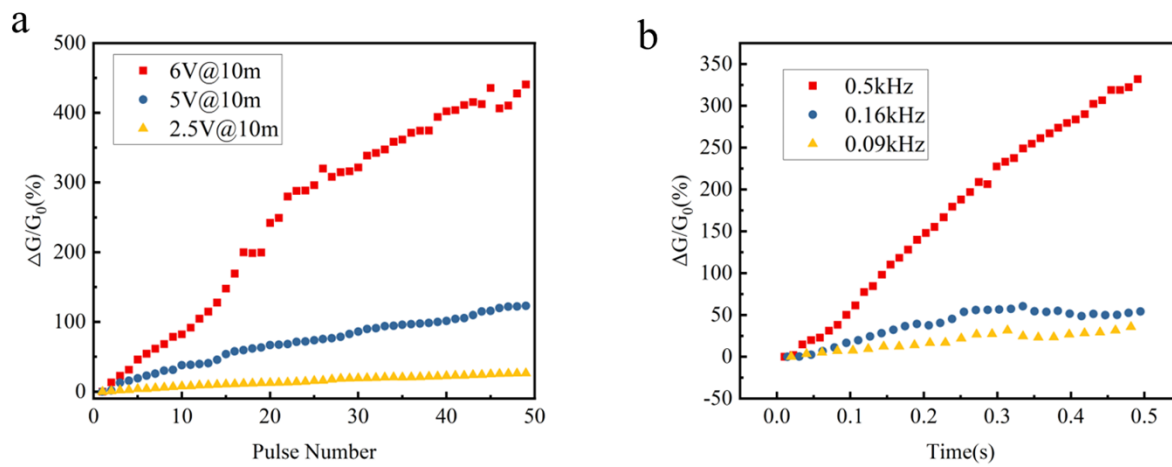 a
500
400
300
200
100
0
ΔG/G₀(%)
6V@10m
5V@10m
2.5V@10m
0 10 20 30 40 50
Pulse Number
b
350
300
250
200
150
100
50
0
-50
ΔG/G₀(%)
0.5kHz
0.16kHz
0.09kHz
0.0 0.1 0.2 0.3 0.4 0.5
Time(s)